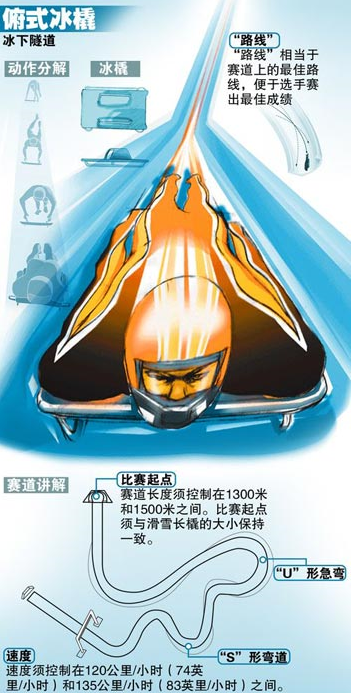 俯式冰橇
冰下隧道
动作分解
冰橇
“路线”
“路线”相当于
赛道上的最佳路
线，便于选手赛
出最佳成绩
赛道讲解
比赛起点
赛道长度须控制在1300米
和1500米之间。比赛起点
须与滑雪长橇的大小保持
一致。
“U”形急弯
“S”形弯道
速度
速度须控制在120公里/小时（74英
里/小时）和135公里/小时（83英里/小时）之间。